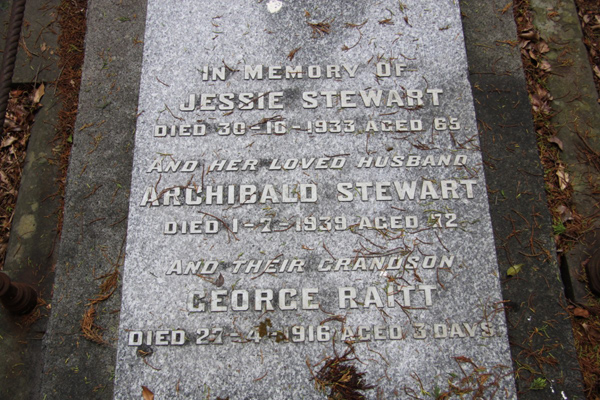 IN MEMORY OF
JESSIE STEWART
DIED 30-10-1933 AGED 65
AND HER LOVED HUSBAND
ARCHIBALD STEWART
DIED 1-7-1939 AGED 72
AND THEIR GRANDSON
GEORGE RAITT
DIED 27-4-1916 AGED 3 DAYS